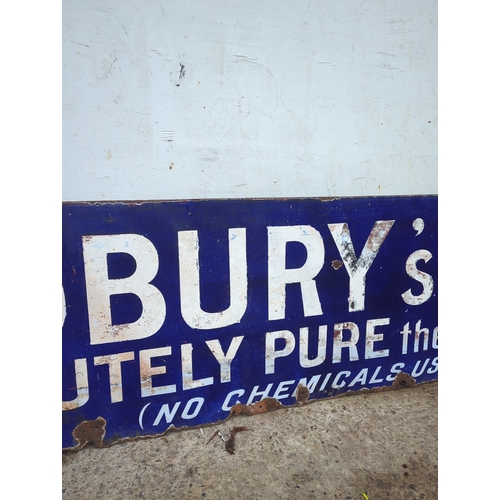 BURY's
UTELY PURE the
(NO CHEMICALS US